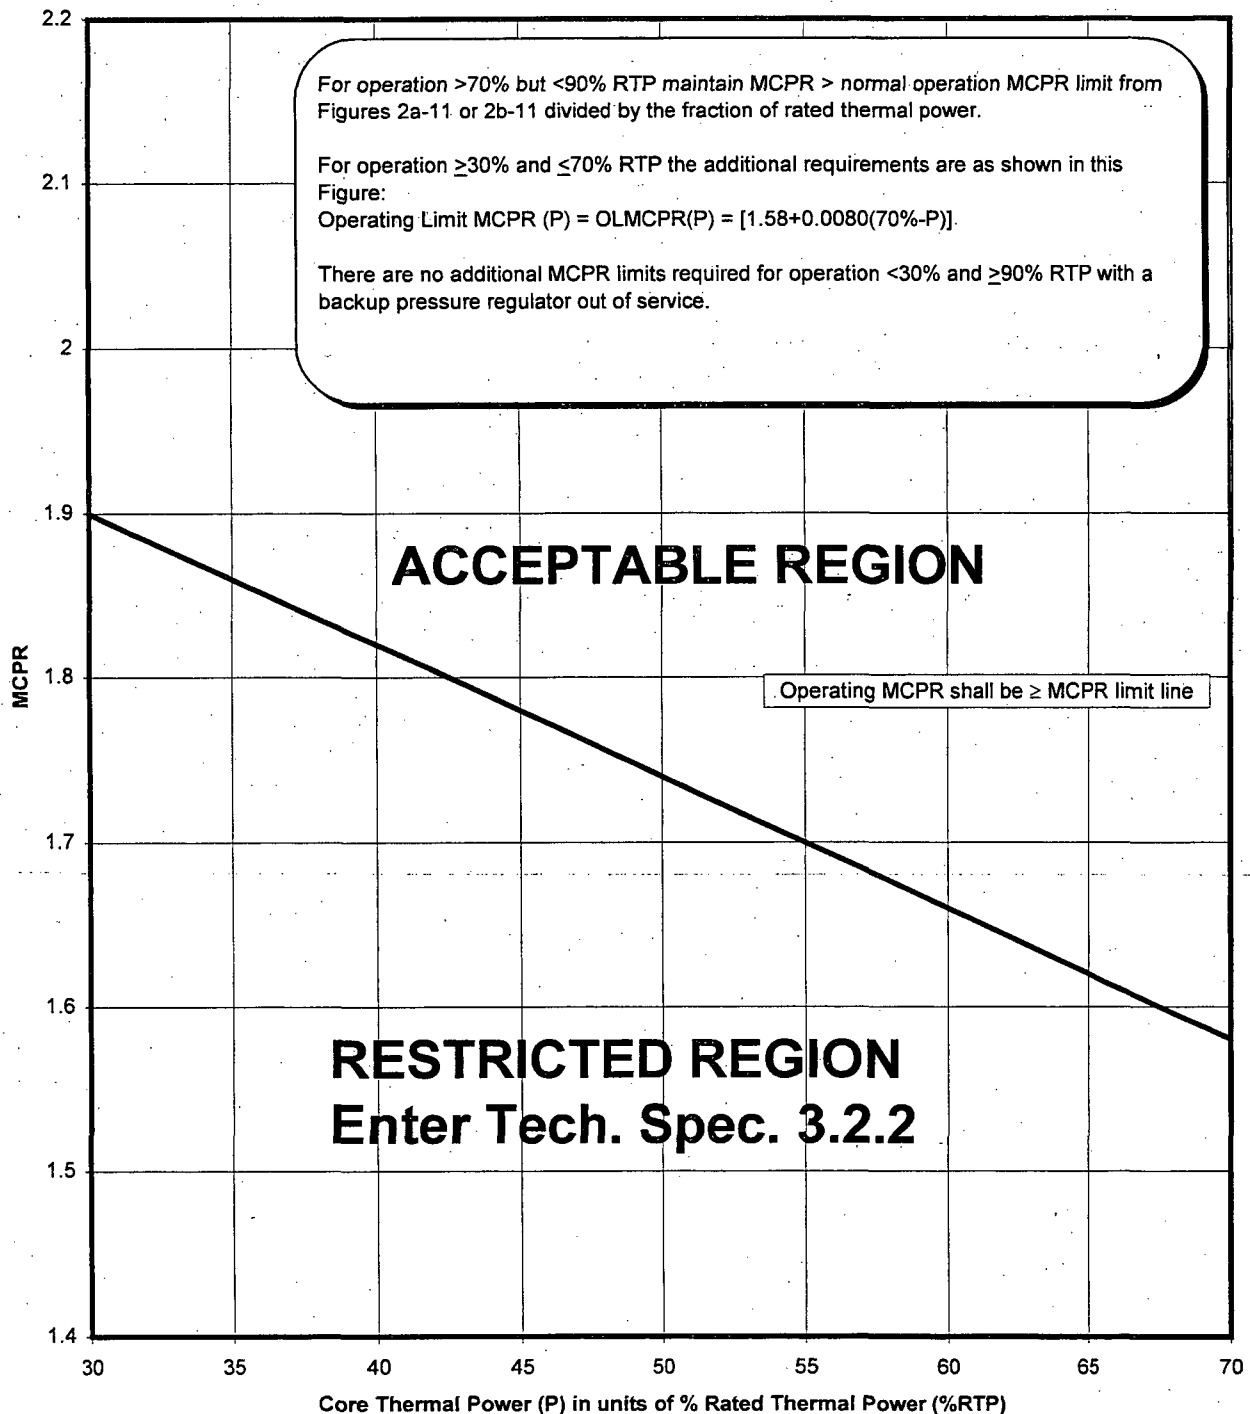 2.2
For operation >70% but <90% RTP maintain MCPR > normal operation MCPR limit from
Figures 2a-11 or 2b-11 divided by the fraction of rated thermal power.
For operation ≥30% and ≤70% RTP the additional requirements are as shown in this
Figure:
Operating Limit MCPR (P) = OLMCPR(P) = [1.58+0.0080(70%-P)].
There are no additional MCPR limits required for operation <30% and ≥90% RTP with a
backup pressure regulator out of service.
2.1
2
1.9
ACCEPTABLE REGION
MCPR
1.8
Operating MCPR shall be ≥ MCPR limit line
1.7
1.6
RESTRICTED REGION
Enter Tech. Spec. 3.2.2
1.5
1.4
30 35 40 45 50 55 60 65 70
Core Thermal Power (P) in units of % Rated Thermal Power (%RTP)